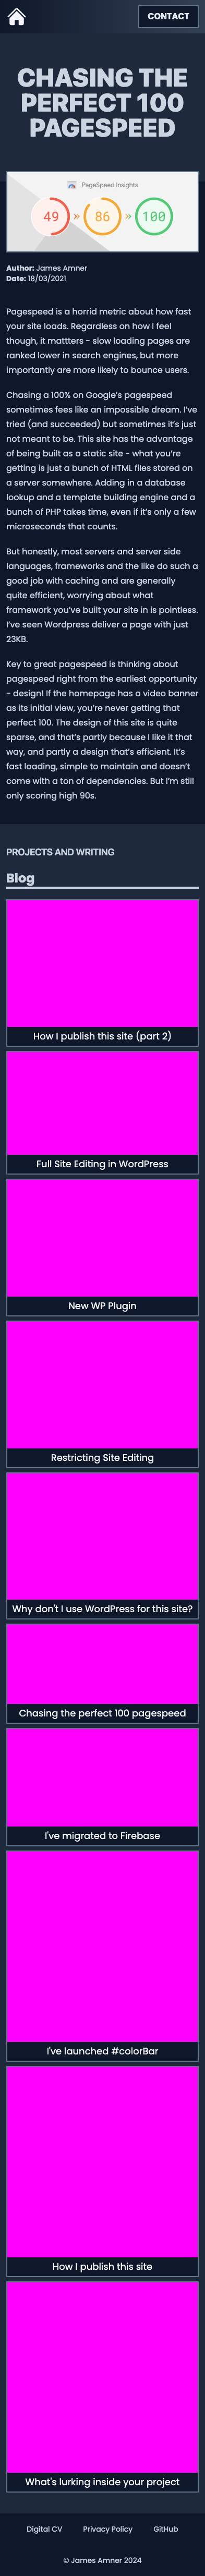 CONTACT
CHASING THE
PERFECT 100
PAGESPEED
PageSpeed Insights
49 » 86 » 100
Author: James Amner
Date: 18/03/2021
Pagespeed is a horrid metric about how fast
your site loads. Regardless on how I feel
though, it mattters - slow loading pages are
ranked lower in search engines, but more
importantly are more likely to bounce users.
Chasing a 100% on Google's pagespeed
sometimes fees like an impossible dream. I've
tried (and succeeded) but sometimes it's just
not meant to be. This site has the advantage
of being built as a static site - what you're
getting is just a bunch of HTML files stored on
a server somewhere. Adding in a database
lookup and a template building engine and a
bunch of PHP takes time, even if it's only a few
microseconds that counts.
But honestly, most servers and server side
languages, frameworks and the like do such a
good job with caching and are generally
quite efficient, worrying about what
framework you've built your site in is pointless.
I've seen Wordpress deliver a page with just
23KB.
Key to great pagespeed is thinking about
pagespeed right from the earliest opportunity
- design! If the homepage has a video banner
as its initial view, you're never getting that
perfect 100. The design of this site is quite
sparse, and that's partly because I like it that
way, and partly a design that's efficient. It's
fast loading, simple to maintain and doesn't
come with a ton of dependencies. But I'm still
only scoring high 90s.
PROJECTS AND WRITING
Blog
How I publish this site (part 2)
Full Site Editing in WordPress
New WP Plugin
Restricting Site Editing
Why don't I use WordPress for this site?
Chasing the perfect 100 pagespeed
I've migrated to Firebase
I've launched #colorBar
How I publish this site
What's lurking inside your project
Digital CV Privacy Policy GitHub
© James Amner 2024